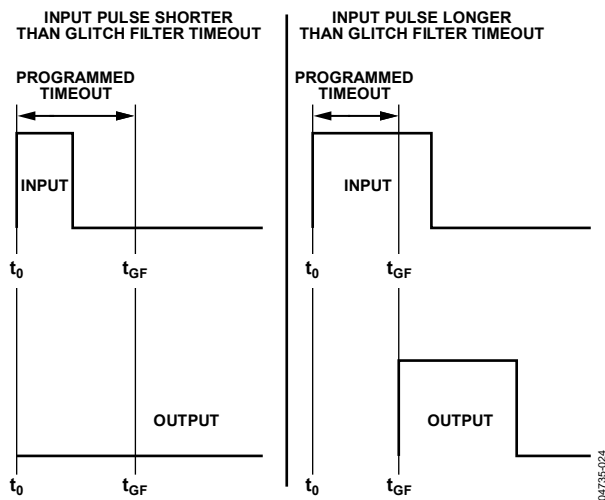 INPUT PULSE SHORTER
THAN GLITCH FILTER TIMEOUT
PROGRAMMED
TIMEOUT
INPUT
t0
tGF
OUTPUT
t0
tGF
INPUT PULSE LONGER
THAN GLITCH FILTER TIMEOUT
PROGRAMMED
TIMEOUT
INPUT
t0
tGF
OUTPUT
t0
tGF
04735-024